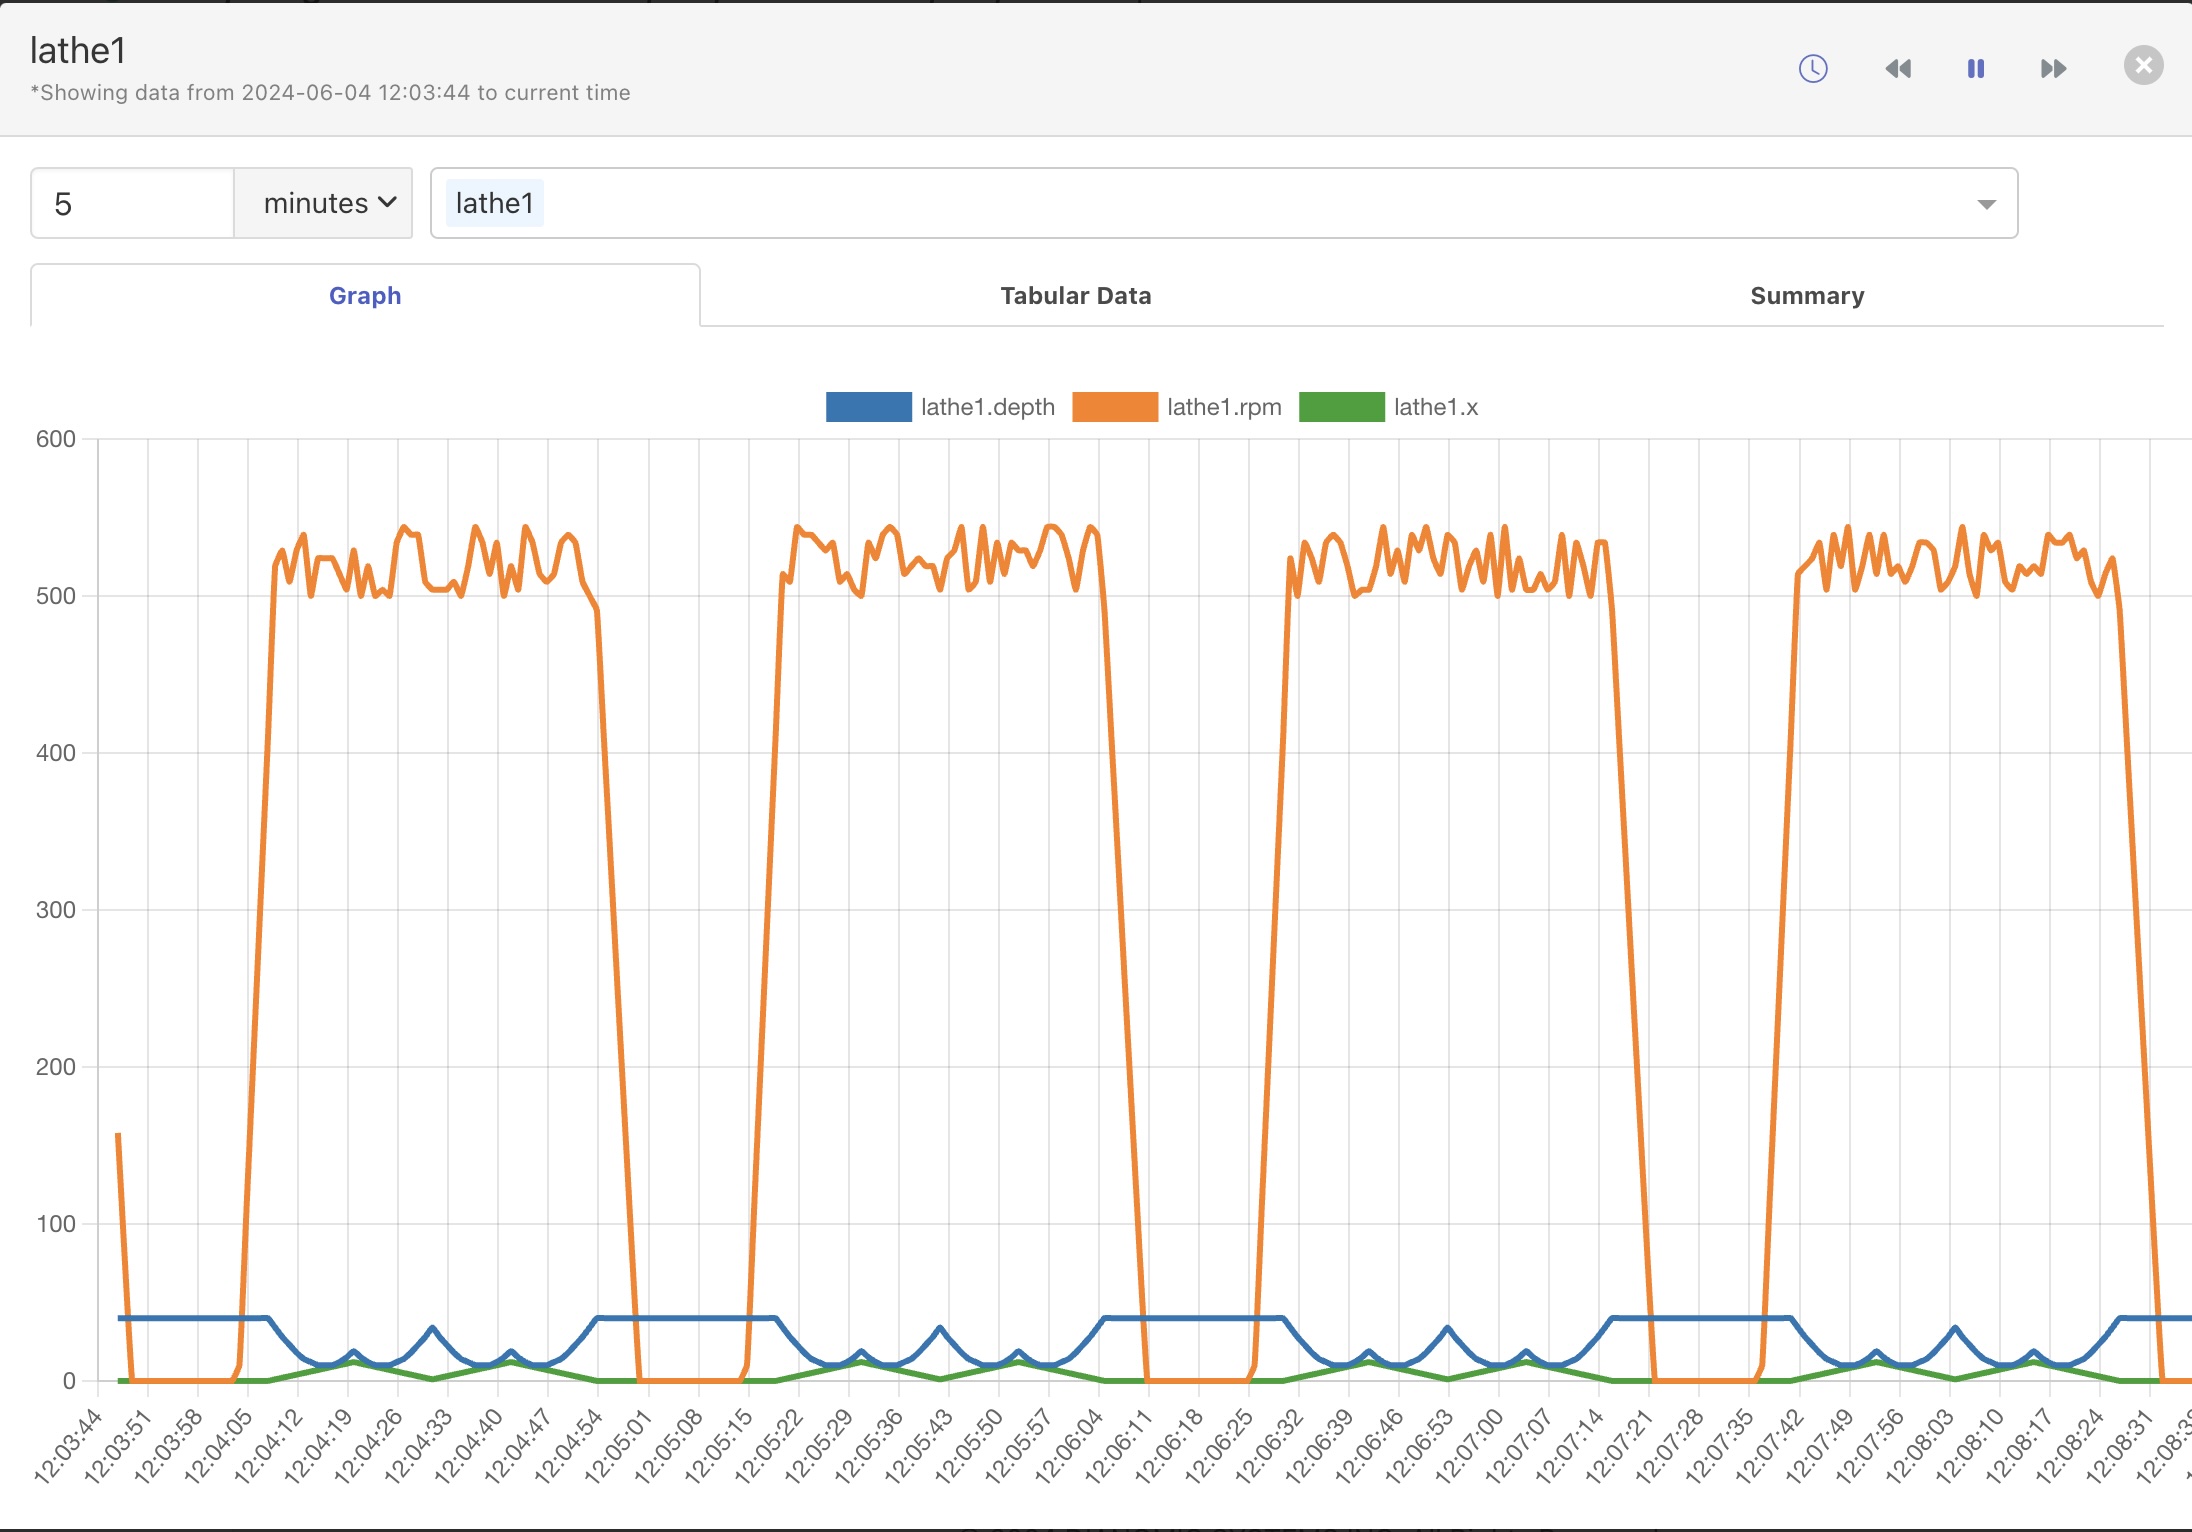 lathe1
*Showing data from 2024-06-04 12:03:44 to current time
5 minutes lathe1
Graph Tabular Data Summary
lathe1.depth lathe1.rpm lathe1.x
600
500
400
300
200
100
0
12:03:44 12:03:51 12:03:58 12:04:05 12:04:12 12:04:19 12:04:26 12:04:33 12:04:40 12:04:47 12:04:54 12:05:01 12:05:08 12:05:15 12:05:22 12:05:29 12:05:36 12:05:43 12:05:50 12:05:57 12:06:04 12:06:11 12:06:18 12:06:25 12:06:32 12:06:39 12:06:46 12:06:53 12:07:00 12:07:07 12:07:14 12:07:21 12:07:28 12:07:35 12:07:42 12:07:49 12:07:56 12:08:03 12:08:10 12:08:17 12:08:24 12:08:31